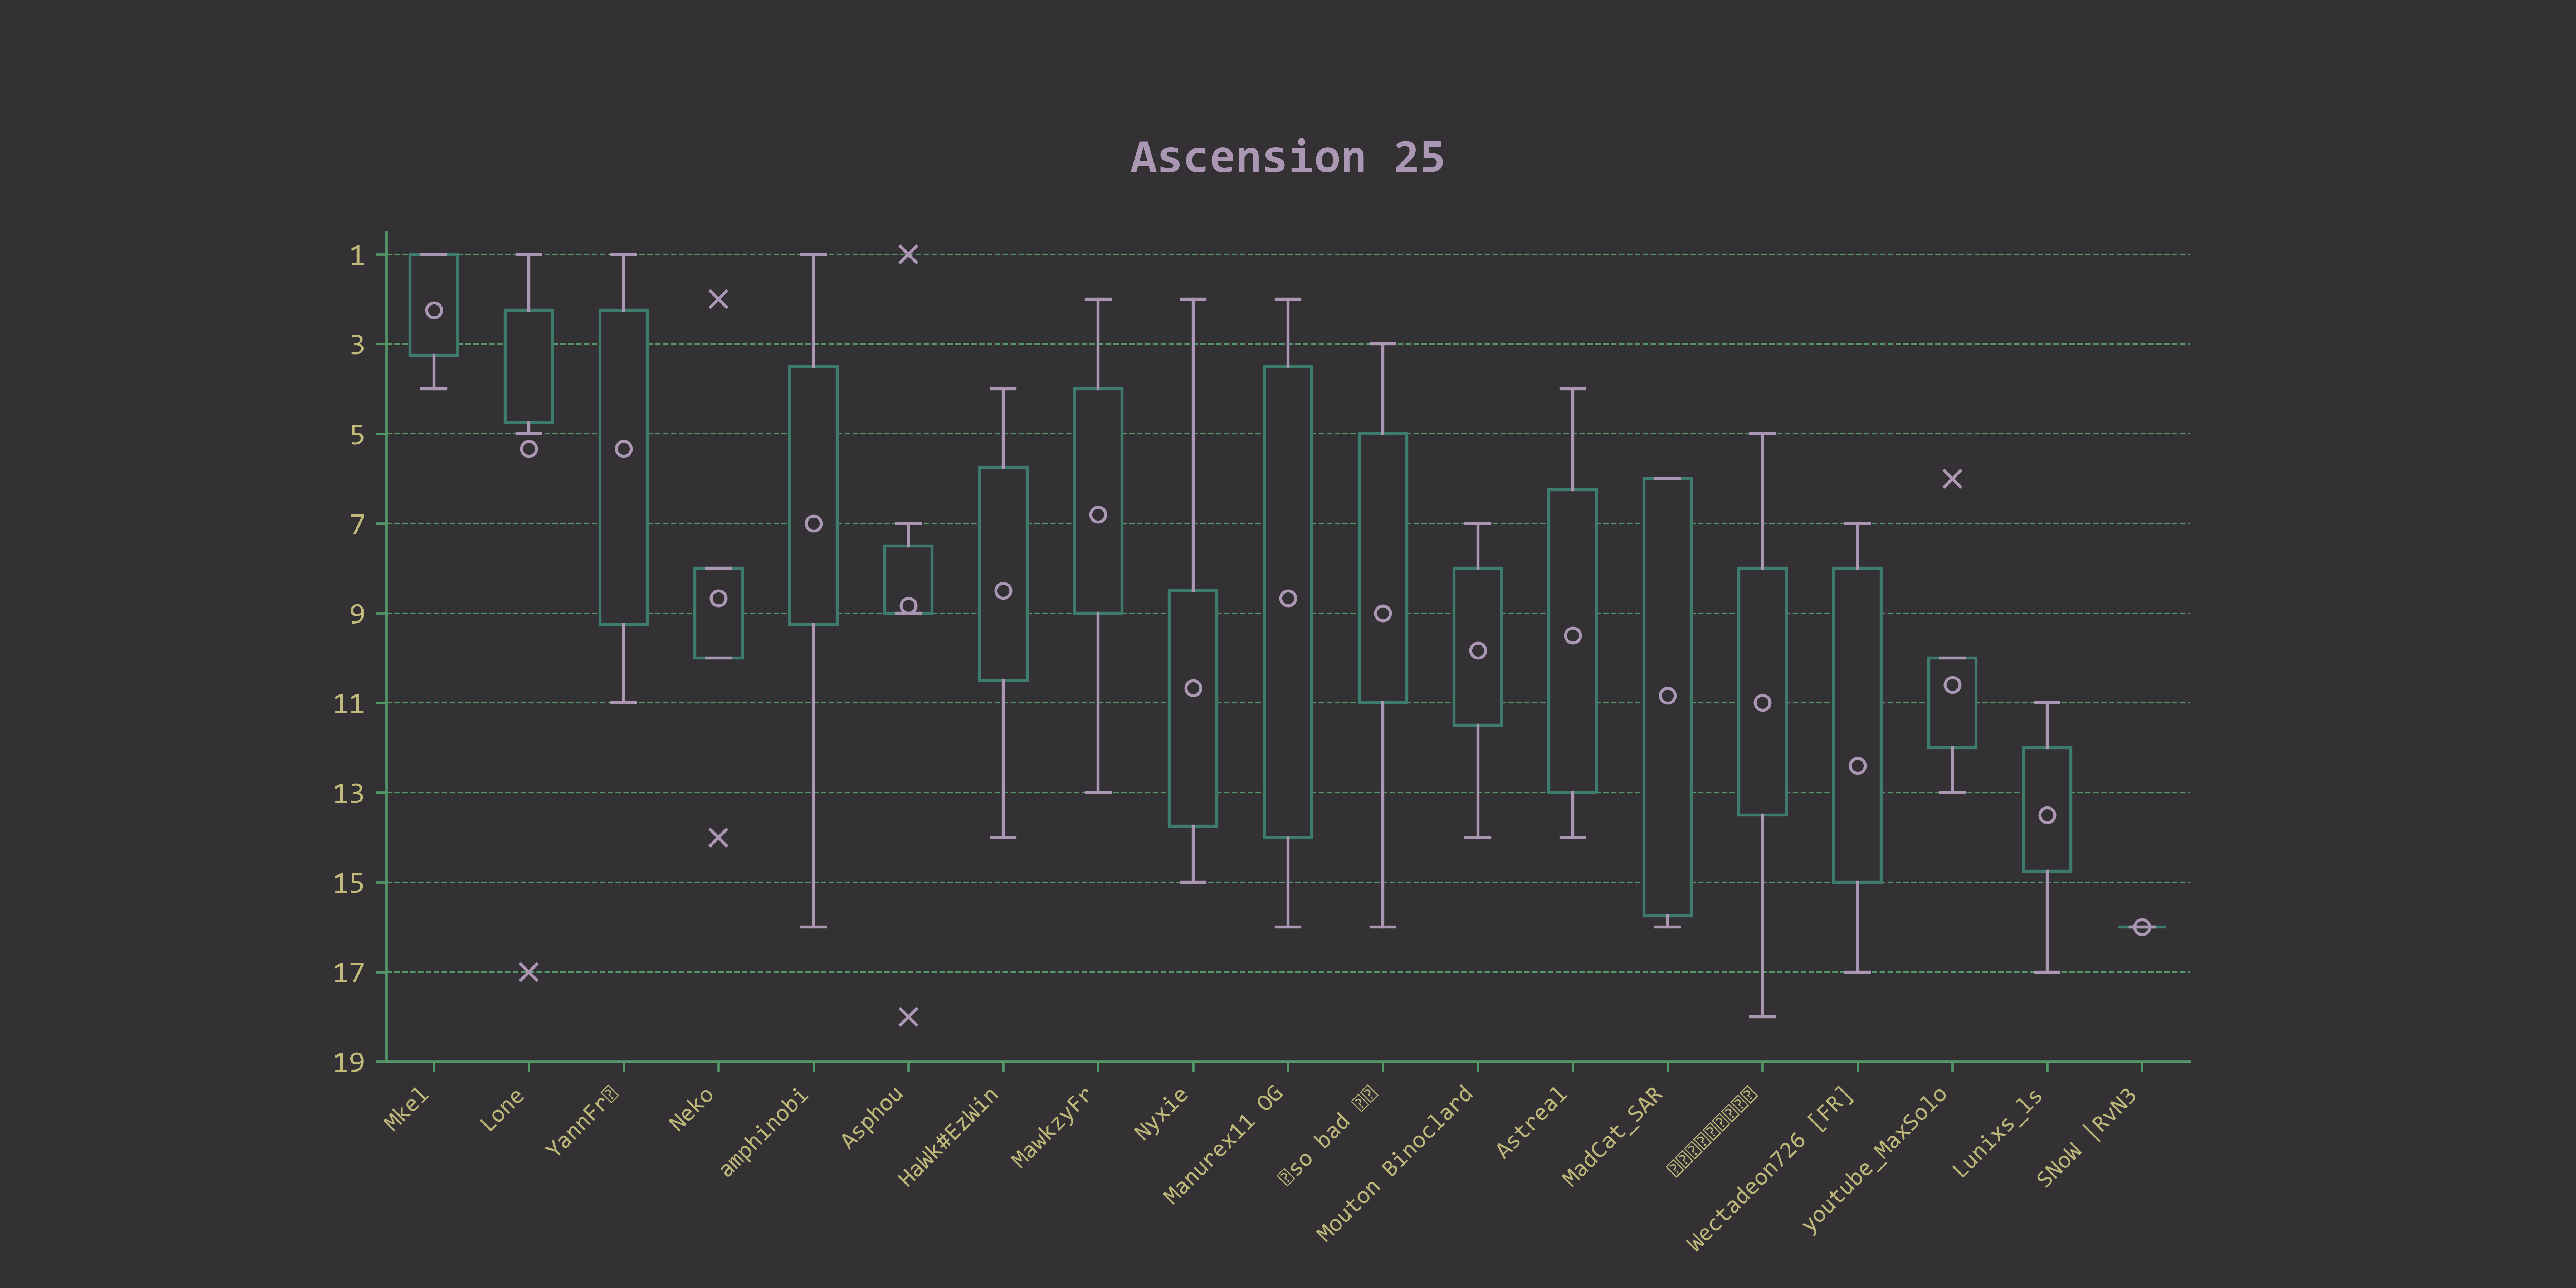 Ascension 25
1
3
5
7
9
11
13
15
17
19
Mkel
Lone
YannFr
Neko
amphinobi
Asphou
HaWk#EzWin
MawkzyFr
Nyxie
Manurex11 OG
so bad
Mouton Binoclard
Astreal
MadCat_SAR
Wectadeon726 [FR]
youtube_MaxSolo
Lunixs_ls
SNoW |RvN3